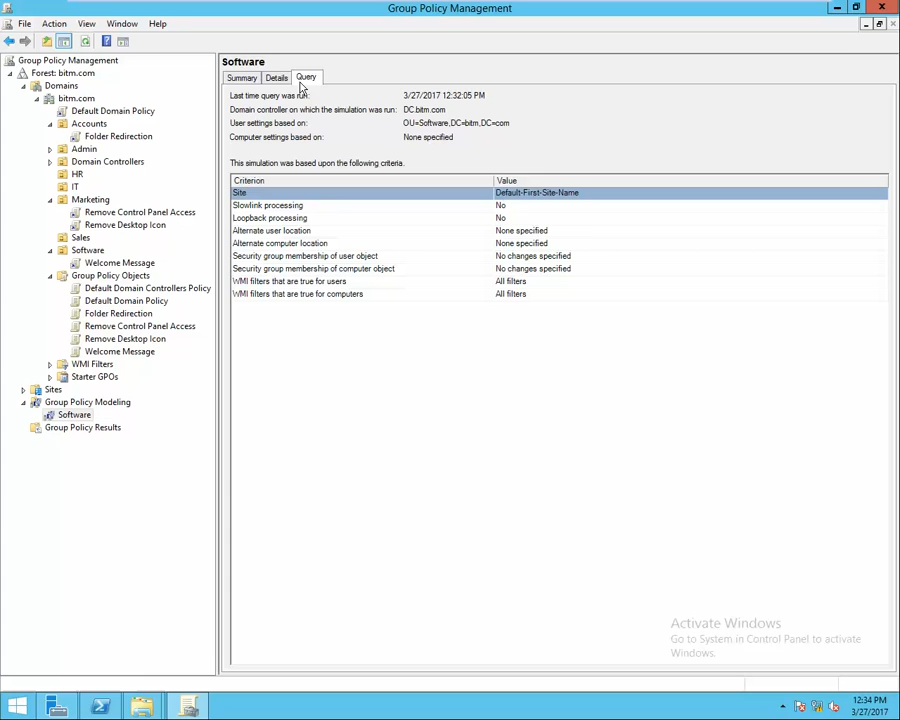 Group Policy Management
File Action View Window Help
Group Policy Management
Forest: bitm.com
Domains
bitm.com
Default Domain Policy
Accounts
Folder Redirection
Admin
Domain Controllers
HR
IT
Marketing
Remove Control Panel Access
Remove Desktop Icon
Sales
Software
Welcome Message
Group Policy Objects
Default Domain Controllers Policy
Default Domain Policy
Folder Redirection
Remove Control Panel Access
Remove Desktop Icon
Welcome Message
WMI Filters
Starter GPOs
Sites
Group Policy Modeling
Software
Group Policy Results
Software
Summary Details Query
Last time query was run: 3/27/2017 12:32:05 PM
Domain controller on which the simulation was run: DC.bitm.com
User settings based on: OU=Software,DC=bitm,DC=com
Computer settings based on: None specified
This simulation was based upon the following criteria.
Criterion Value
Site Default-First-Site-Name
Slowlink processing No
Loopback processing No
Alternate user location None specified
Alternate computer location None specified
Security group membership of user object No changes specified
Security group membership of computer object No changes specified
WMI filters that are true for users All filters
WMI filters that are true for computers All filters
Activate Windows
Go to System in Control Panel to activate
Windows.
12:34 PM
3/27/2017